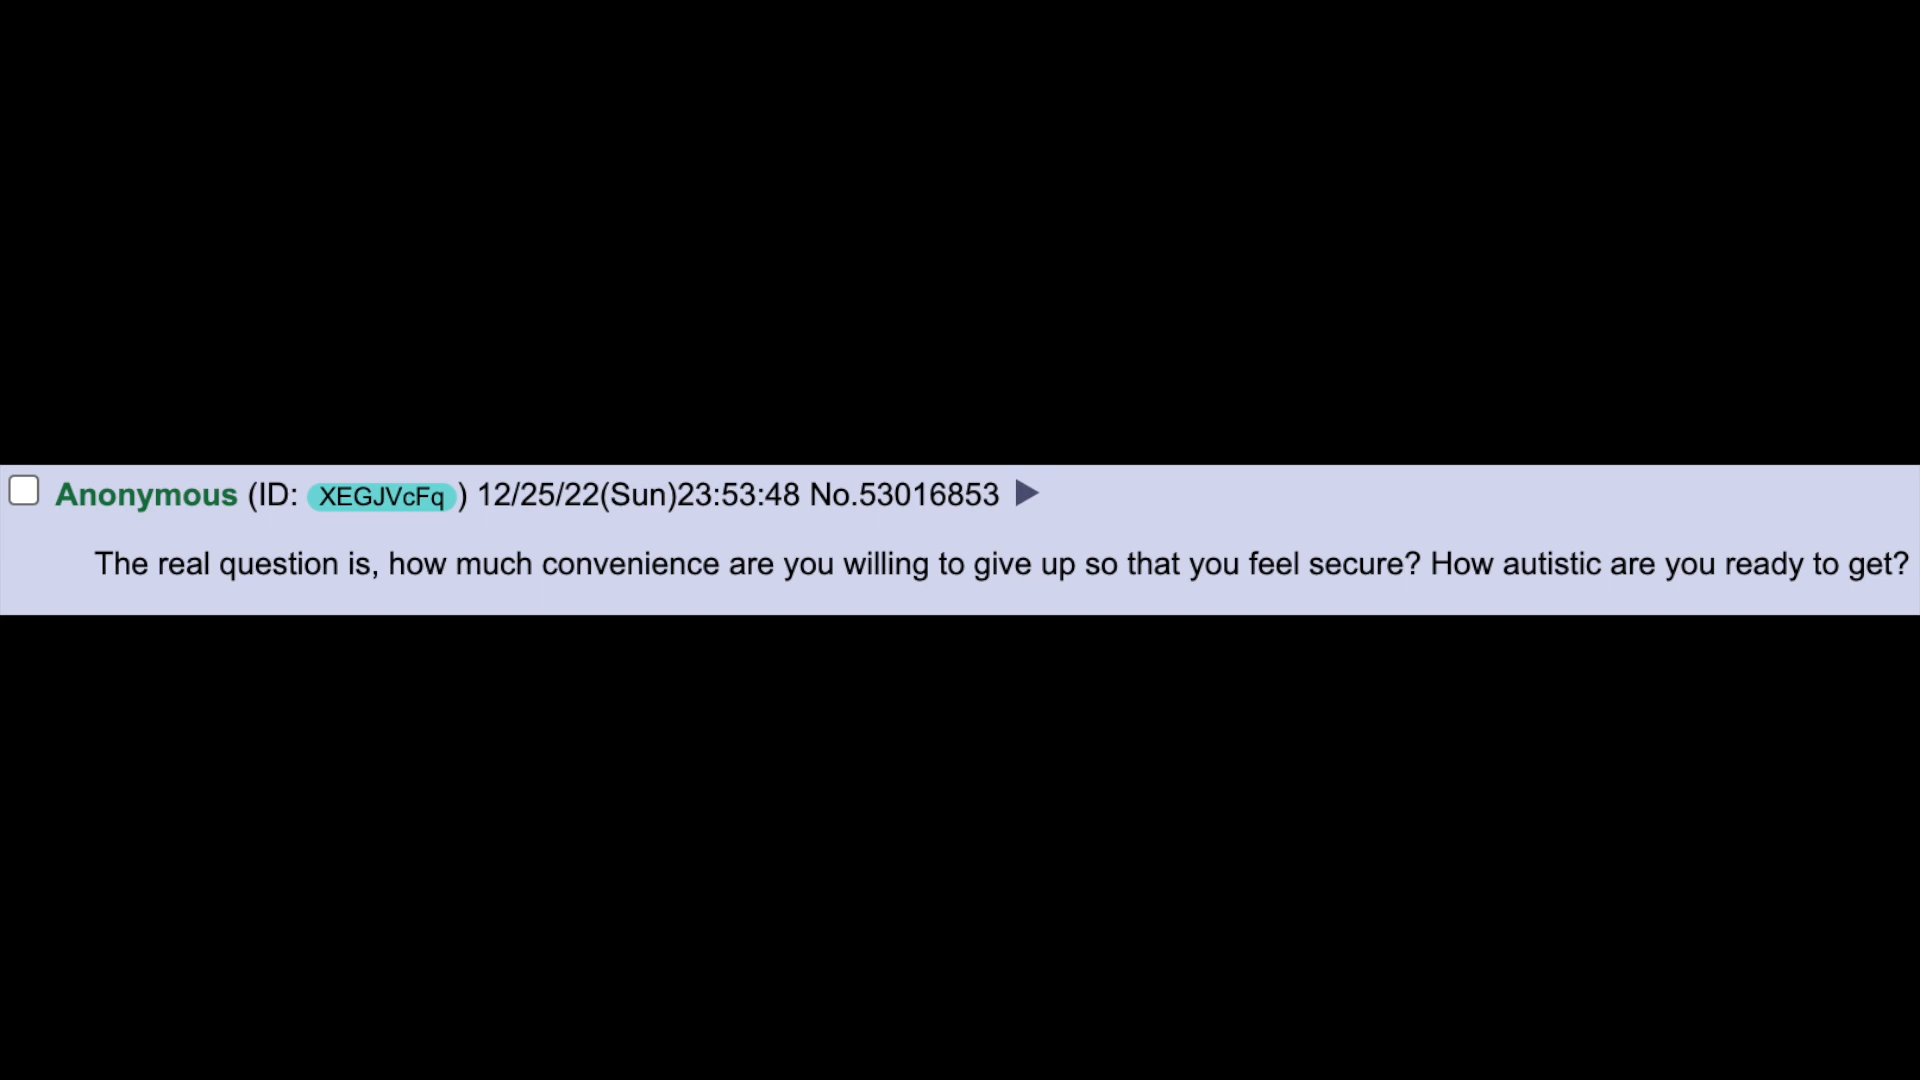 Anonymous (ID: XEGJVcFq) 12/25/22(Sun)23:53:48 No.53016853
The real question is, how much convenience are you willing to give up so that you feel secure? How autistic are you ready to get?